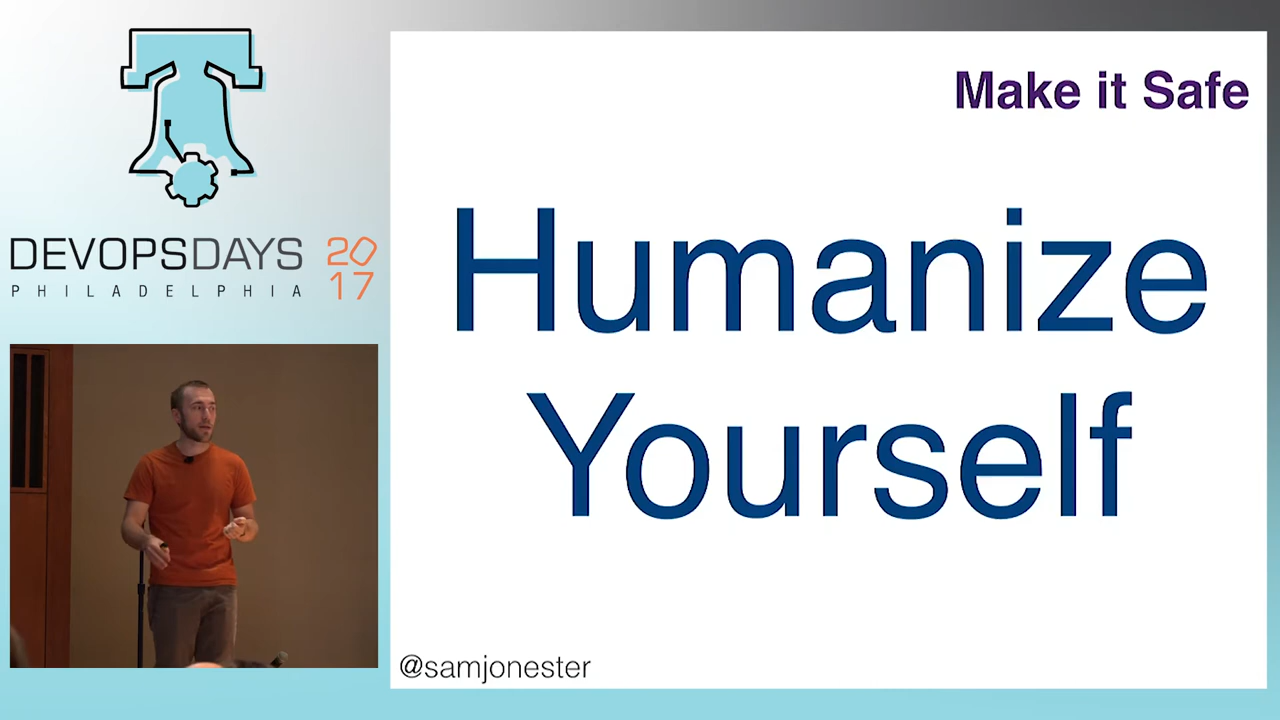 DEVOPSDAYS 20
PHILADELPHIA 17
Make it Safe
Humanize
Yourself
@samjonester